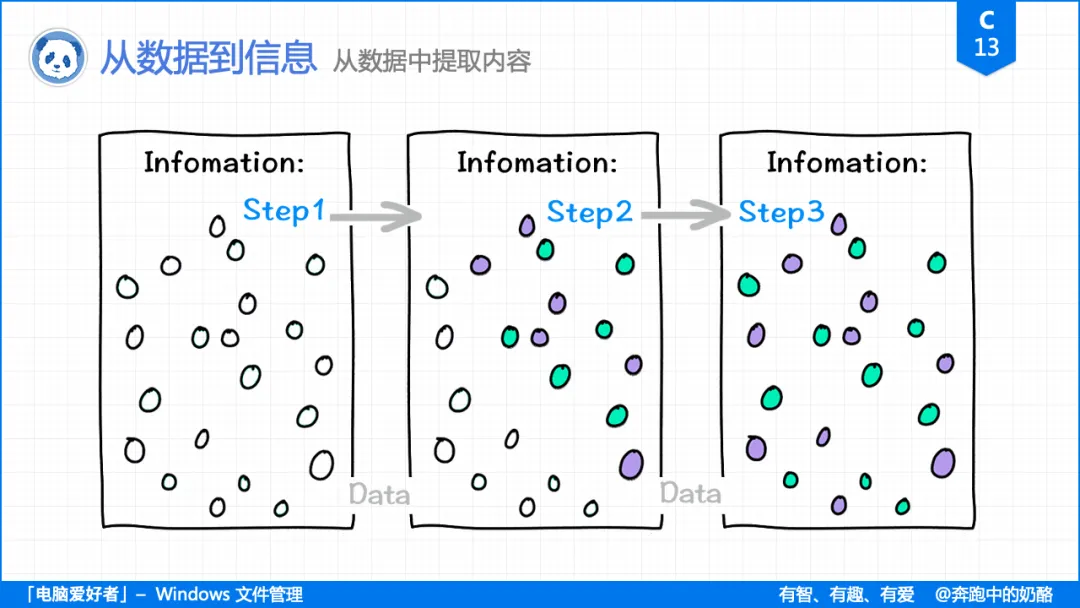 从数据到信息 从数据中提取内容
C
13
Infomation:
Infomation:
Infomation:
Step1
Step2
Step3
Data
Data
「电脑爱好者」– Windows 文件管理
有智、有趣、有爱 @奔跑中的奶酪